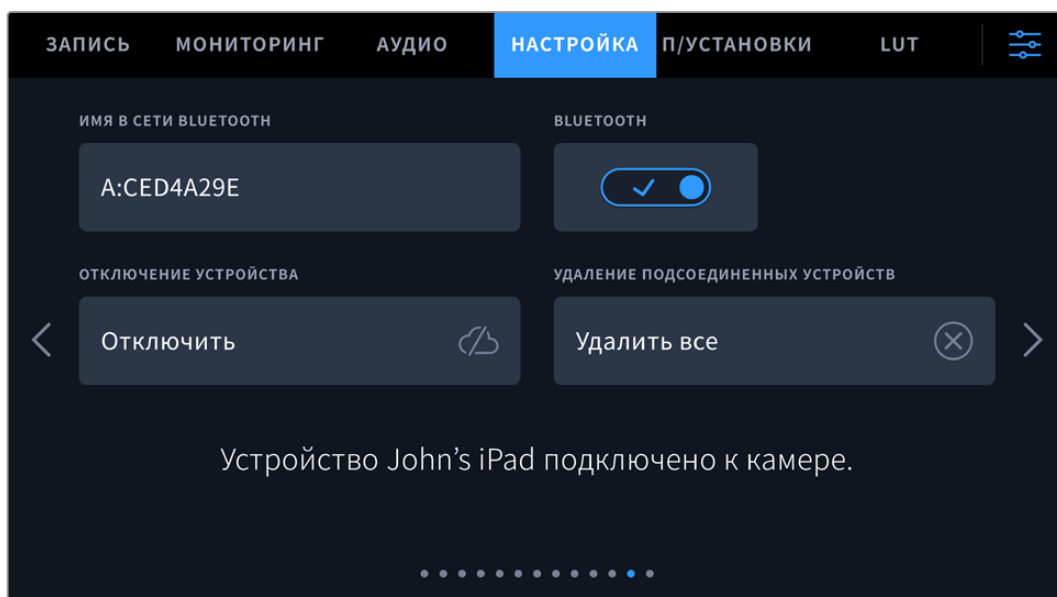 ЗАПИСЬ МОНИТОРИНГ АУДИО НАСТРОЙКА П/УСТАНОВКИ LUT
ИМЯ В СЕТИ BLUETOOTH BLUETOOTH
A:CED4A29E
ОТКЛЮЧЕНИЕ УСТРОЙСТВА УДАЛЕНИЕ ПОДСОЕДИНЕННЫХ УСТРОЙСТВ
Отключить Удалить все
Устройство John’s iPad подключено к камере.